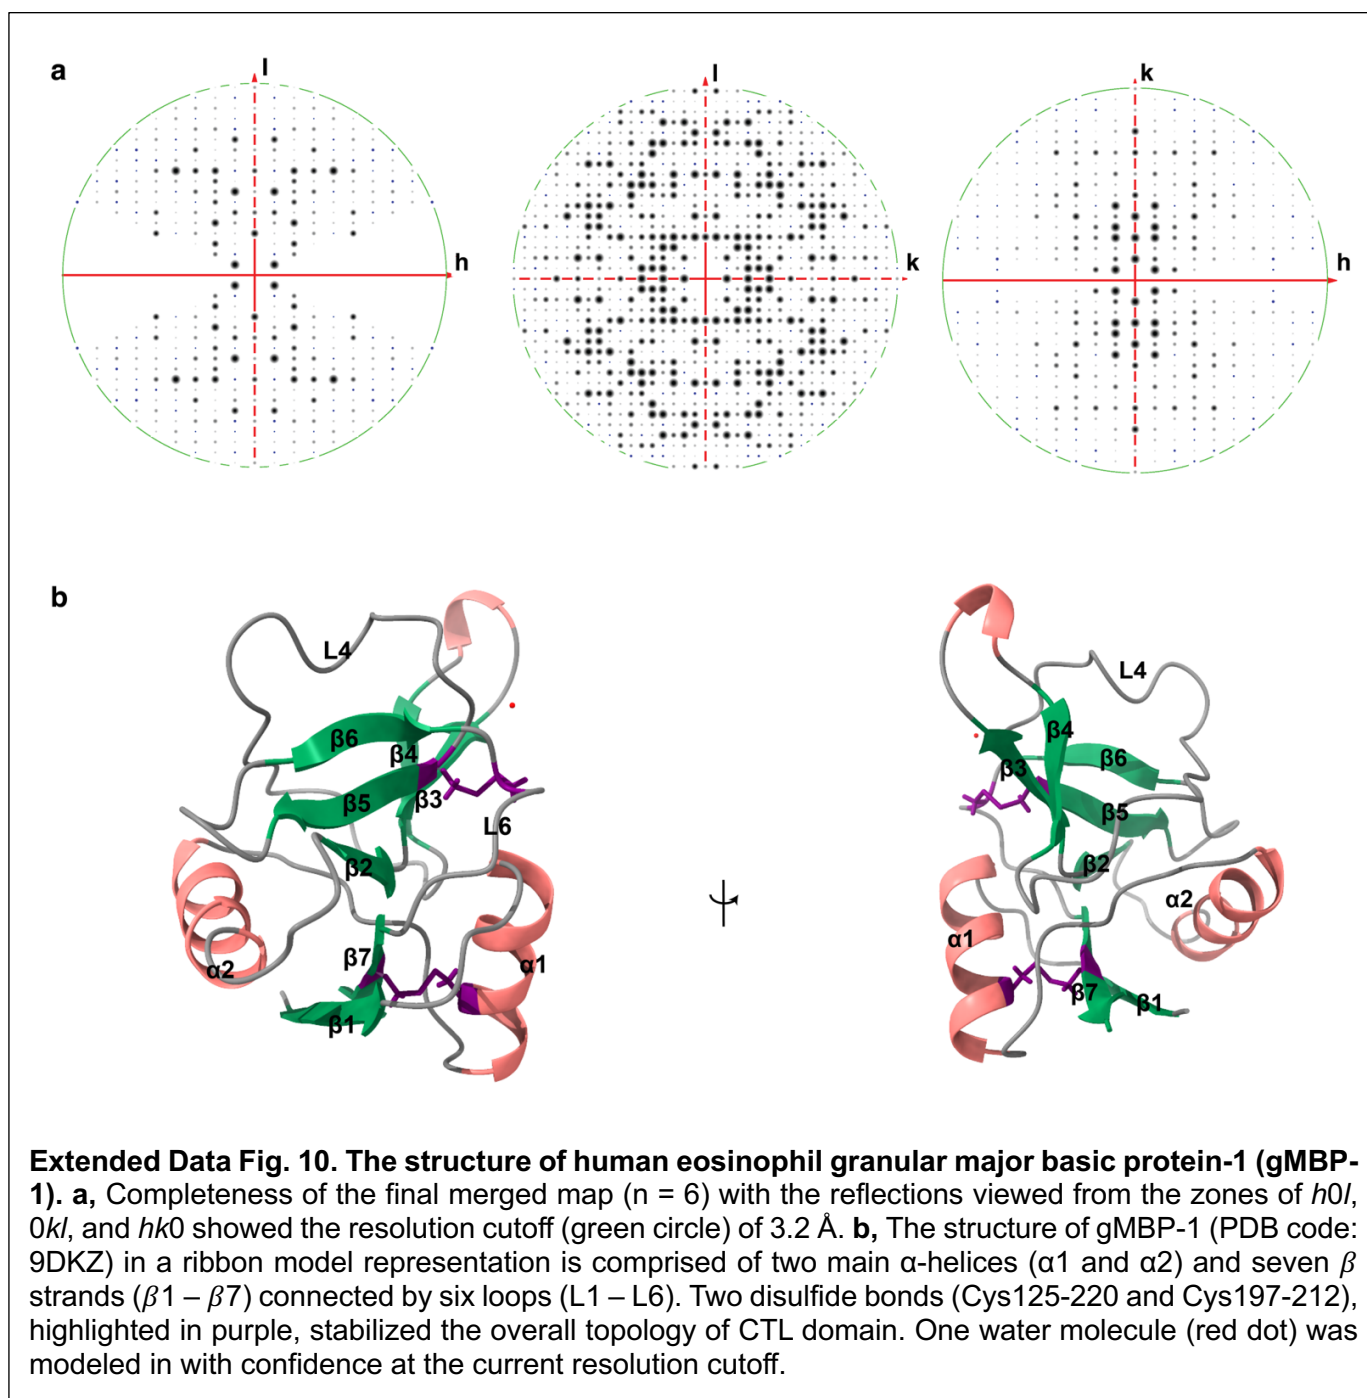 a
l
h
l
k
k
h
b
L4
β6
β4
β5
β3
L6
β2
α2
β7
α1
β1
L4
β4
β6
β3
β5
β2
α2
α1
β7
β1
Extended Data Fig. 10. The structure of human eosinophil granular major basic protein-1 (gMBP-
1). a, Completeness of the final merged map (n = 6) with the reflections viewed from the zones of h0l,
0kl, and hk0 showed the resolution cutoff (green circle) of 3.2 Å. b, The structure of gMBP-1 (PDB code:
9DKZ) in a ribbon model representation is comprised of two main α-helices (α1 and α2) and seven β
strands (β1 – β7) connected by six loops (L1 – L6). Two disulfide bonds (Cys125-220 and Cys197-212),
highlighted in purple, stabilized the overall topology of CTL domain. One water molecule (red dot) was
modeled in with confidence at the current resolution cutoff.